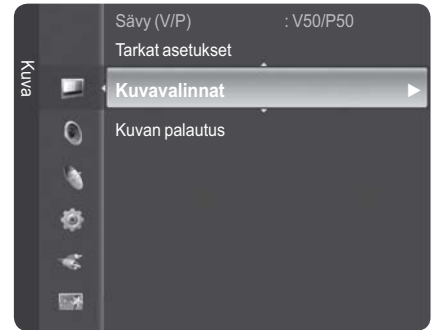 Kuva
Sävy (V/P) : V50/P50
Tarkat asetukset
Kuvavalinnat
Kuvan palautus